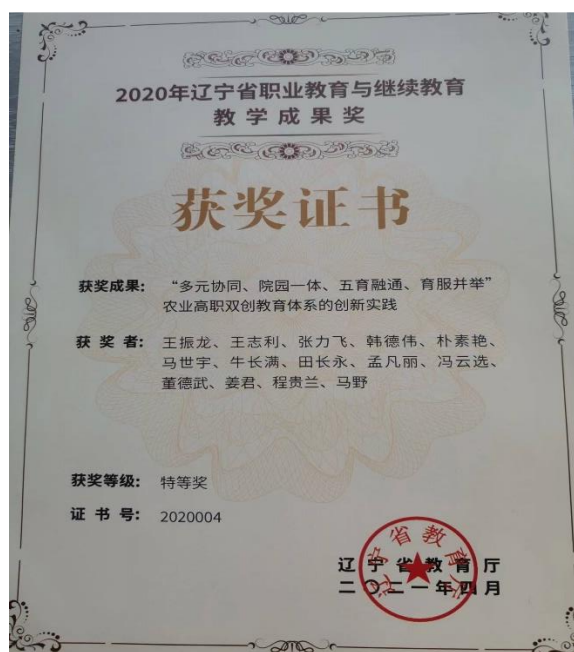 2020年辽宁省职业教育与继续教育
教学成果奖
获奖证书
获奖成果: “多元协同、院园一体、五育融通、育服并举”
农业高职双创教育体系的创新实践
获奖者: 王振龙、王志利、张力飞、韩德伟、朴素艳、
马世宇、牛长满、田长永、孟凡丽、冯云选、
董德武、姜君、程贵兰、马野
获奖等级: 特等奖
证书号: 2020004
辽宁省教育厅
二〇二一年四月
辽宁省教育厅